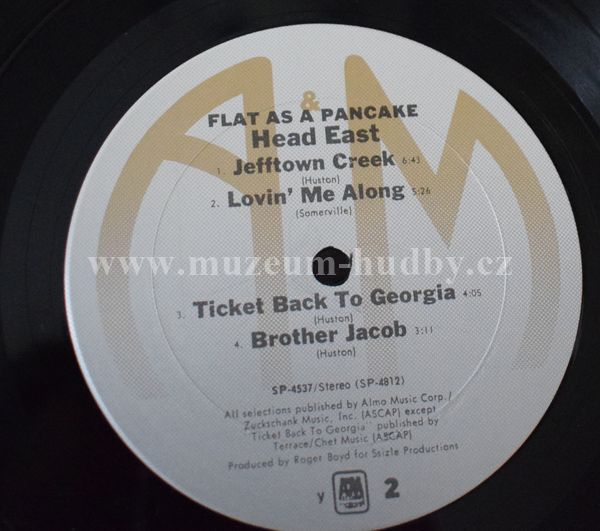 &
FLAT AS A PANCAKE
Head East
1. Jefftown Creek 6:43
(Huston)
2. Lovin' Me Along 5:26
(Somerville)
www.muzeum-hudby.cz
3. Ticket Back To Georgia 4:05
(Huston)
4. Brother Jacob 3:11
(Huston)
SP-4537/Stereo (SP-4812)
All selections published by Almo Music Corp./
Zuckschank Music, Inc. (ASCAP) except
"Ticket Back To Georgia" published by
Terrace/Chet Music (ASCAP)
Produced by Roger Boyd for Ssizle Productions
y A&M 2